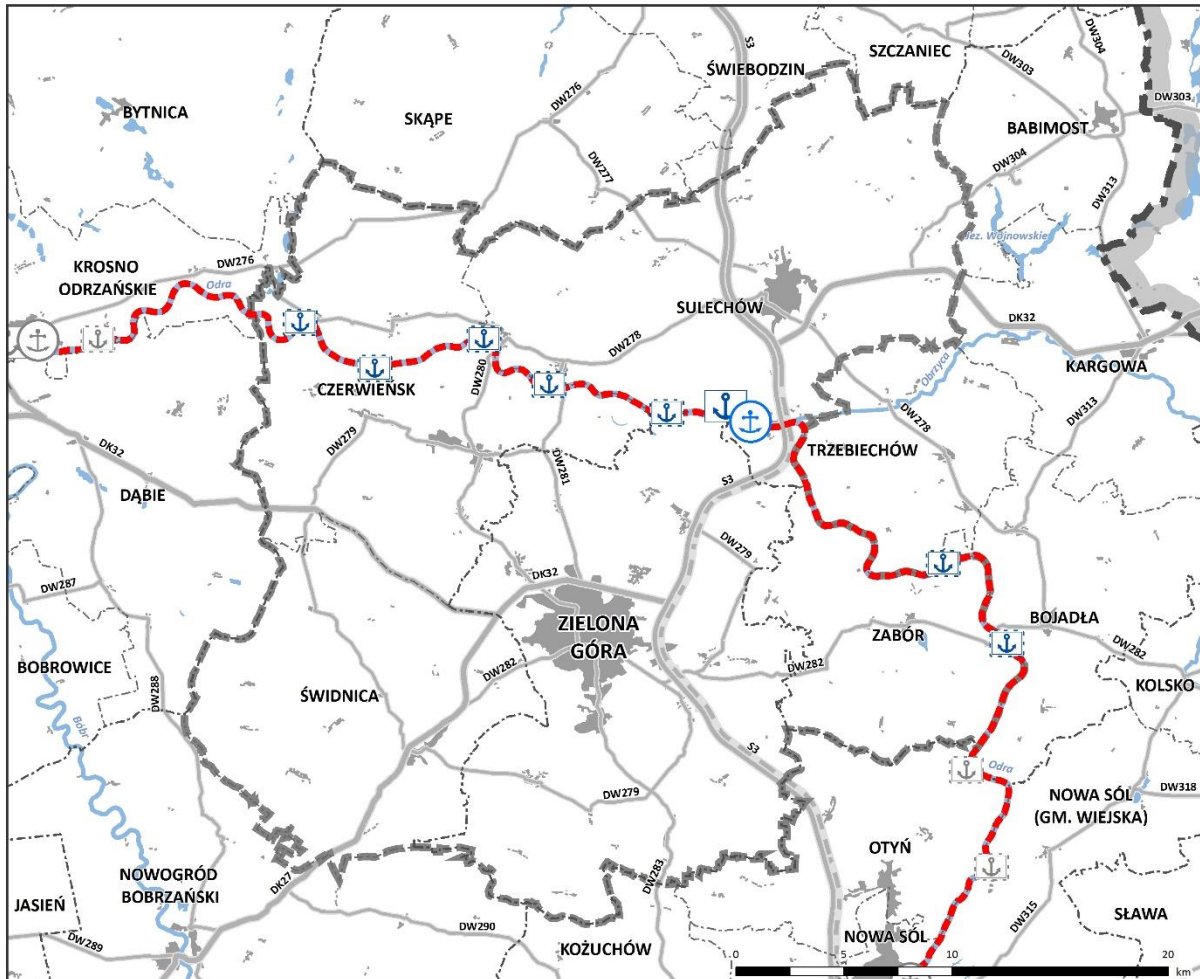 S3
SZCZANIEC
DW304
DW303
ŚWIEBODZIN
DW276
DW303
BYTNICA
SKĄPE
BABIMOST
DW277
DW304
DW313
Jez. Wojnowskie
KROSNO
ODRZAŃSKIE
DW276
Odra
SULECHÓW
DK32
DW278
KARGOWA
Obrzyca
DW280
CZERWIEŃSK
DW313
DW278
DW279
TRZEBIECHÓW
DK32
DW281
S3
DĄBIE
DW279
DK32
DW287
ZIELONA
GÓRA
ZABÓR
BOJADŁA
DW282
BOBROWICE
DW282
DW282
KOLSKO
DW288
ŚWIDNICA
Bóbr
S3
Odra
DW279
NOWA SÓL
(GM. WIEJSKA)
DW318
OTYŃ
DW283
NOWOGRÓD
BOBRZAŃSKI
DK27
JASIEŃ
DW315
SŁAWA
DW290
DW289
KOŻUCHÓW
NOWA SÓL
0 5 10 20
km